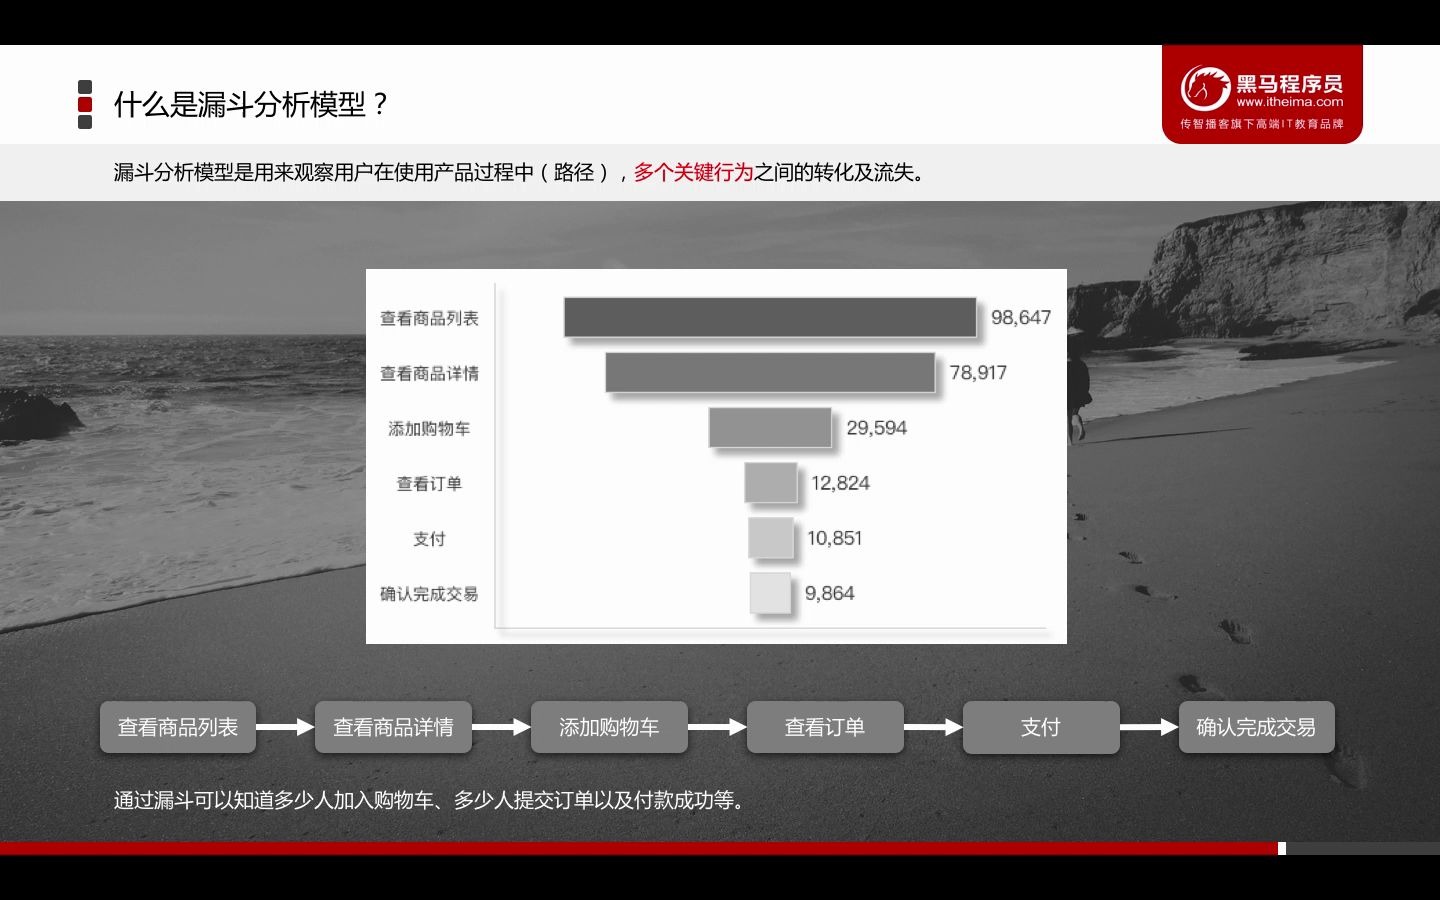 什么是漏斗分析模型？
黑马程序员
www.itheima.com
传智播客旗下高端IT教育品牌
漏斗分析模型是用来观察用户在使用产品过程中（路径），多个关键行为之间的转化及流失。
查看商品列表 98,647
查看商品详情 78,917
添加购物车 29,594
查看订单 12,824
支付 10,851
确认完成交易 9,864
查看商品列表 查看商品详情 添加购物车 查看订单 支付 确认完成交易
通过漏斗可以知道多少人加入购物车、多少人提交订单以及付款成功等。